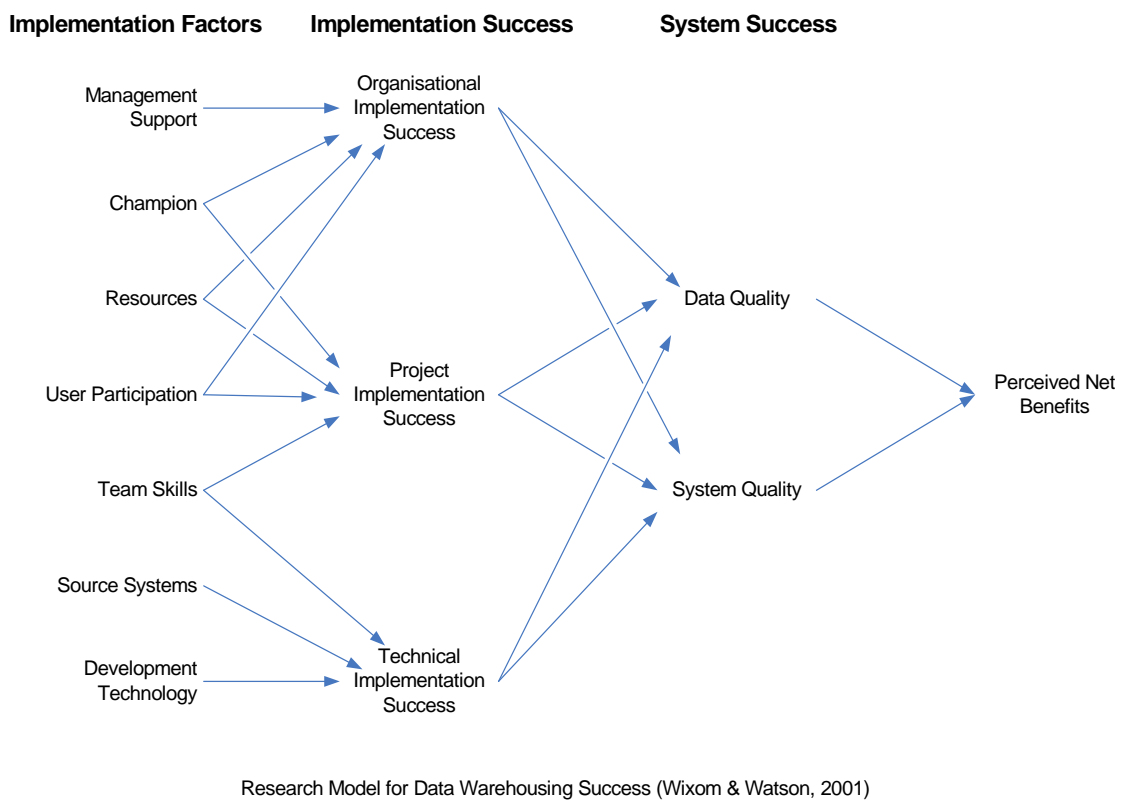 Implementation Factors
Implementation Success
System Success
Management
Support
Champion
Resources
User Participation
Team Skills
Source Systems
Development
Technology
Organisational
Implementation
Success
Project
Implementation
Success
Technical
Implementation
Success
Data Quality
System Quality
Perceived Net
Benefits
Research Model for Data Warehousing Success (Wixom & Watson, 2001)